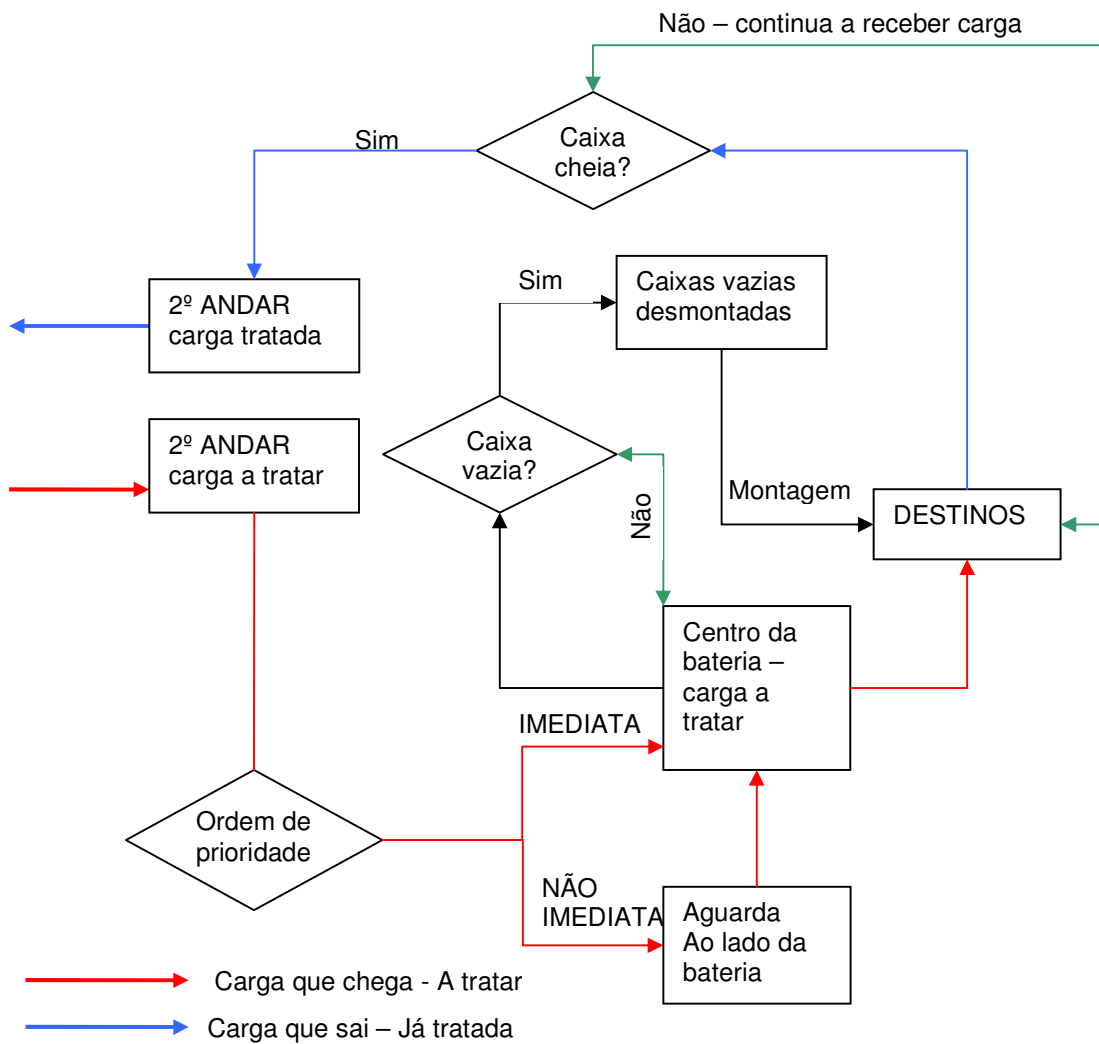 Não – continua a receber carga
Caixa
cheia?
Sim
2º ANDAR
carga tratada
Sim
Caixas vazias
desmontadas
2º ANDAR
carga a tratar
Caixa
vazia?
Não
Montagem
DESTINOS
Centro da
bateria –
carga a
tratar
IMEDIATA
Ordem de
prioridade
NÃO
IMEDIATA
Aguarda
Ao lado da
bateria
Carga que chega - A tratar
Carga que sai – Já tratada